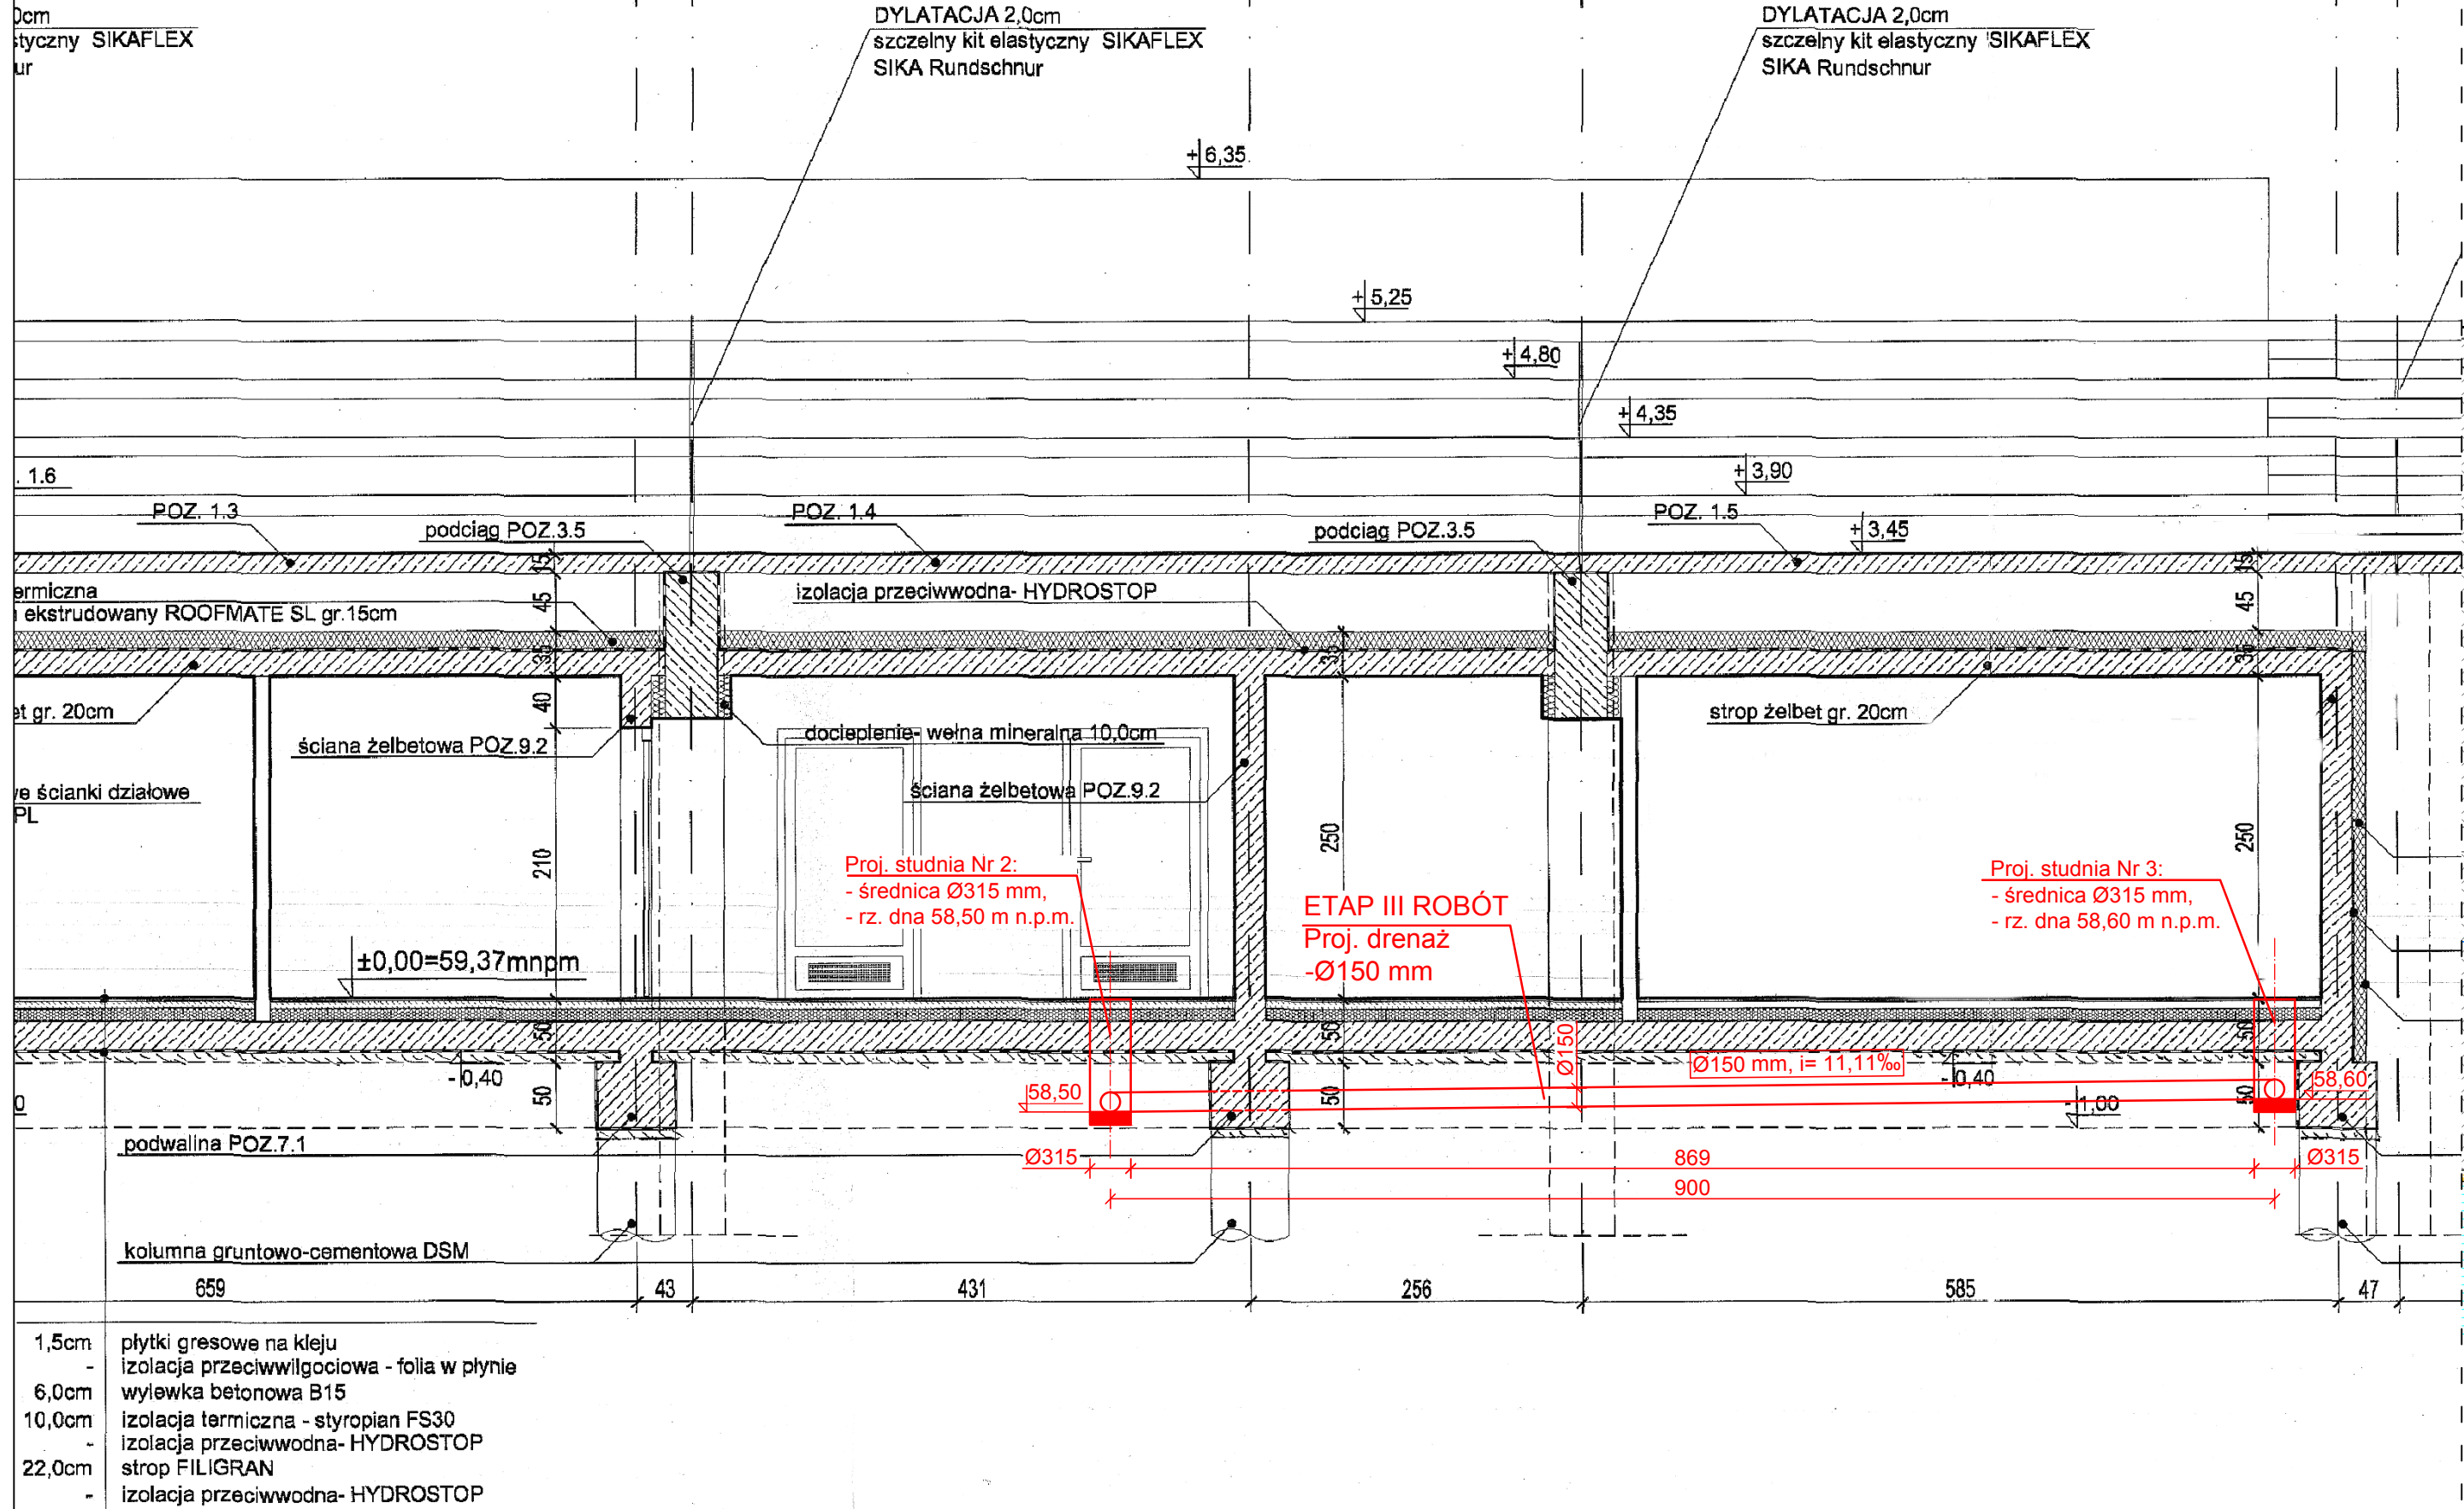 0cm
styczny SIKAFLEX
ur
DYLATACJA 2,0cm
szczelny kit elastyczny SIKAFLEX
SIKA Rundschnur
DYLATACJA 2,0cm
szczelny kit elastyczny SIKAFLEX
SIKA Rundschnur
+6,35
+5,25
+4,80
+4,35
+3,90
+3,45
. 1.6
POZ. 1.3
podciąg POZ.3.5
POZ. 1.4
podciąg POZ.3.5
POZ. 1.5
15
45
35
40
210
50
50
15
45
35
250
50
50
ermiczna
ekstrudowany ROOFMATE SL gr.15cm
izolacja przeciwwodna- HYDROSTOP
35
250
50
50
et gr. 20cm
ściana żelbetowa POZ.9.2
docieplenie- wełna mineralna 10,0cm
ściana żelbetowa POZ.9.2
strop żelbet gr. 20cm
ścianki działowe
PL
Proj. studnia Nr 2:
- średnica Ø315 mm,
- rz. dna 58,50 m n.p.m.
ETAP III ROBÓT
Proj. drenaż
-Ø150 mm
Proj. studnia Nr 3:
- średnica Ø315 mm,
- rz. dna 58,60 m n.p.m.
±0,00=59,37mnpm
Ø150
Ø150 mm, i= 11,11‰
- 0,40
- 0,40
58,50
58,60
- 1,00
0
podwalina POZ.7.1
Ø315
869
Ø315
900
kolumna gruntowo-cementowa DSM
659
43
431
256
585
47
1,5cm płytki gresowe na kleju
- izolacja przeciwwilgociowa - folia w płynie
6,0cm wylewka betonowa B15
10,0cm izolacja termiczna - styropian FS30
- izolacja przeciwwodna- HYDROSTOP
22,0cm strop FILIGRAN
- izolacja przeciwwodna- HYDROSTOP